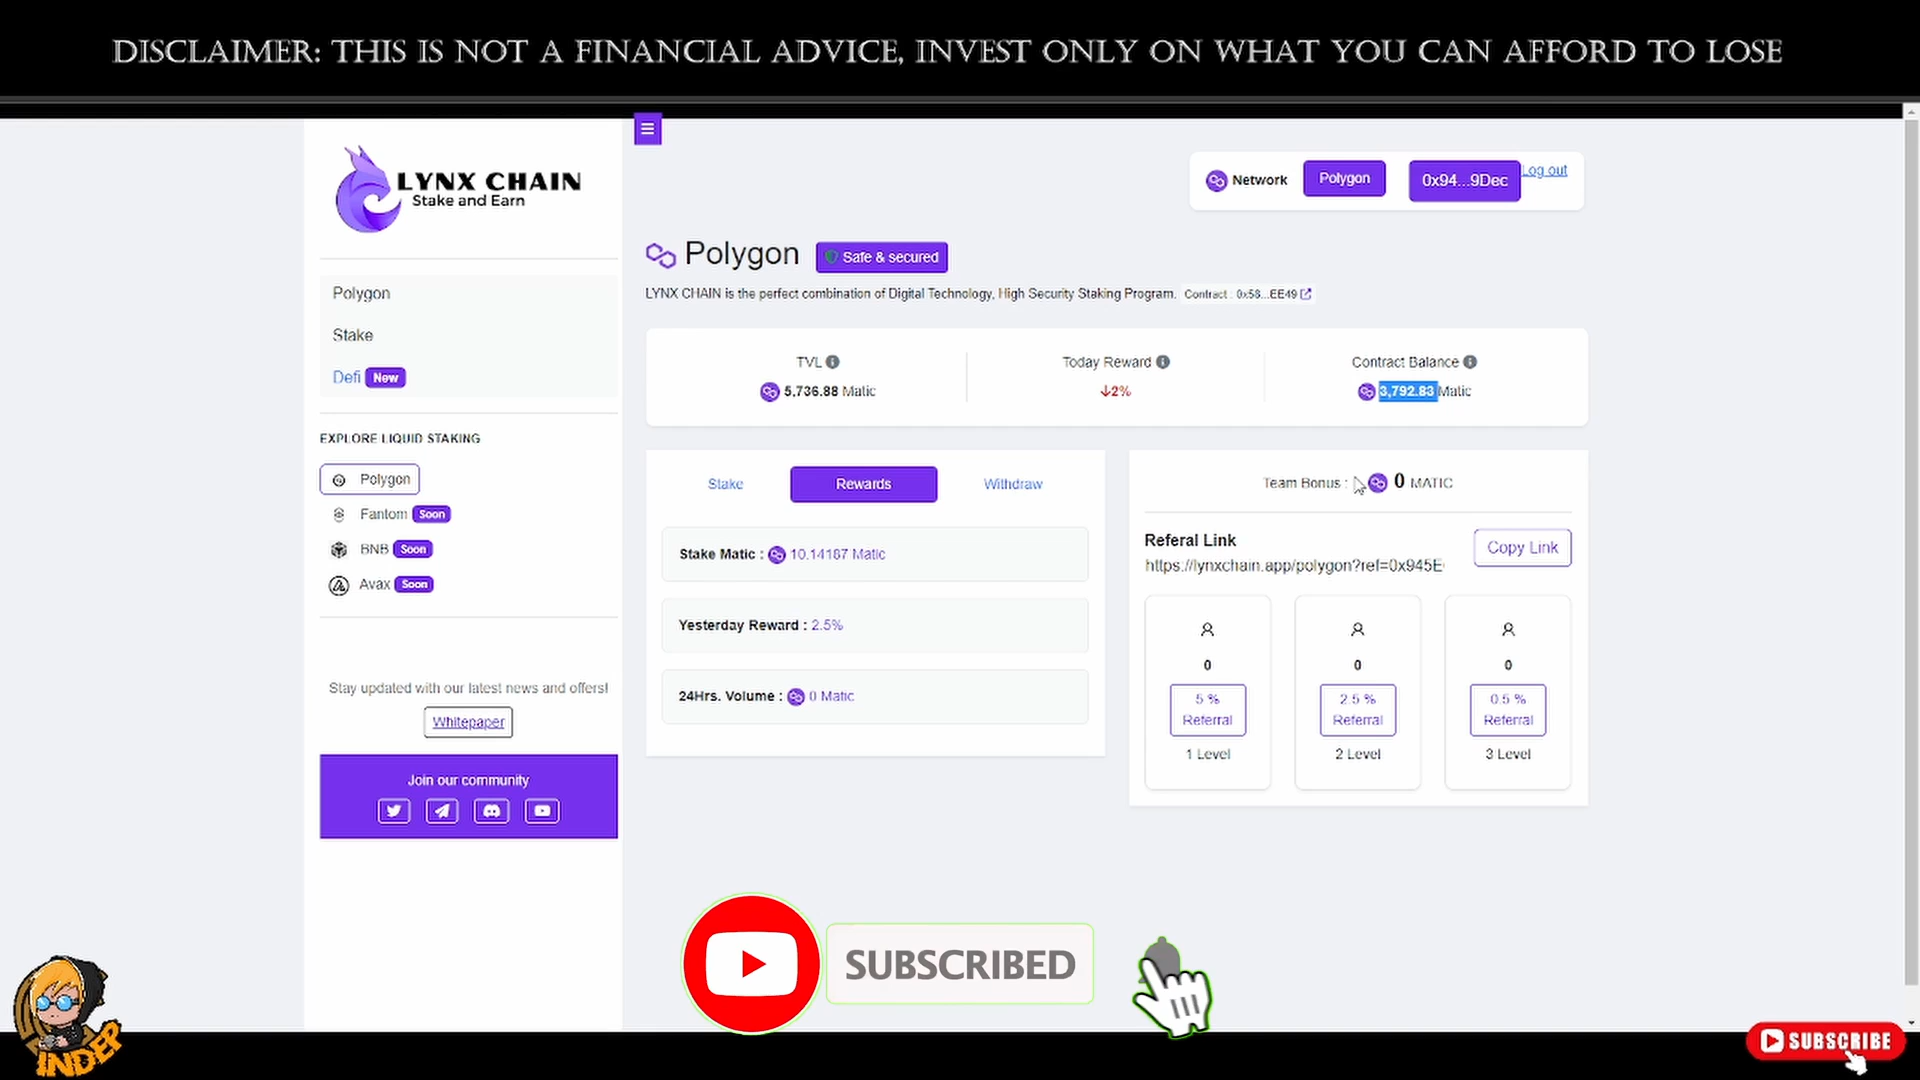 DISCLAIMER: THIS IS NOT A FINANCIAL ADVICE, INVEST ONLY ON WHAT YOU CAN AFFORD TO LOSE
LYNX CHAIN
Stake and Earn
Network
Polygon
0x94...9Dec
Log out
Polygon
Safe & secured
LYNX CHAIN is the perfect combination of Digital Technology, High Security Staking Program.
Contract : 0x56...EE49
Polygon
Stake
Defi New
TVL
5,736.88 Matic
Today Reward
↓2%
Contract Balance
3,792.83 Matic
EXPLORE LIQUID STAKING
Polygon
Fantom Soon
BNB Soon
Avax Soon
Stay updated with our latest news and offers!
Whitepaper
Join our community
Stake
Rewards
Withdraw
Stake Matic : 10.14187 Matic
Yesterday Reward : 2.5%
24Hrs. Volume : 0 Matic
Team Bonus : 0 MATIC
Referal Link
https://lynxchain.app/polygon?ref=0x945E
Copy Link
0
5 %
Referral
1 Level
0
2.5 %
Referral
2 Level
0
0.5 %
Referral
3 Level
SUBSCRIBED
INDEP
SUBSCRIBE